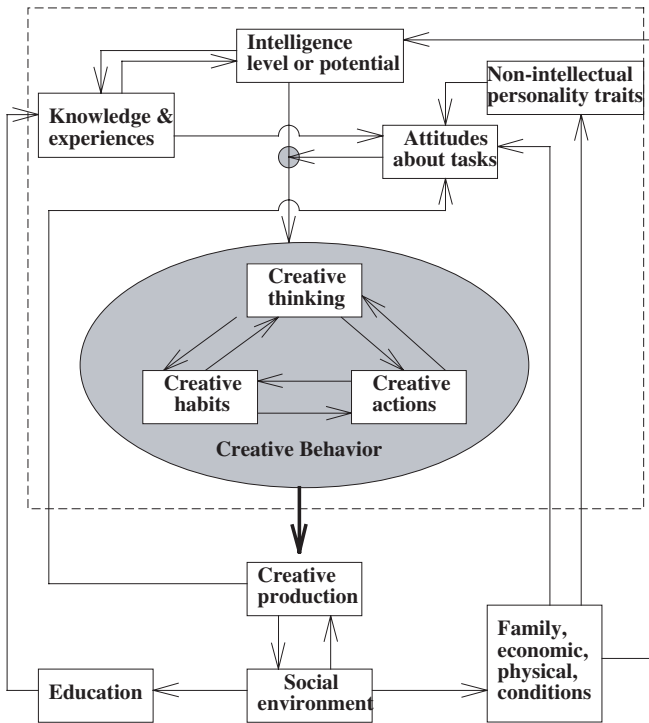 Intelligence
level or potential
Non-intellectual
personality traits
Knowledge &
experiences
Attitudes
about tasks
Creative
thinking
Creative
habits
Creative
actions
Creative Behavior
Creative
production
Family,
economic,
physical,
conditions
Education
Social
environment